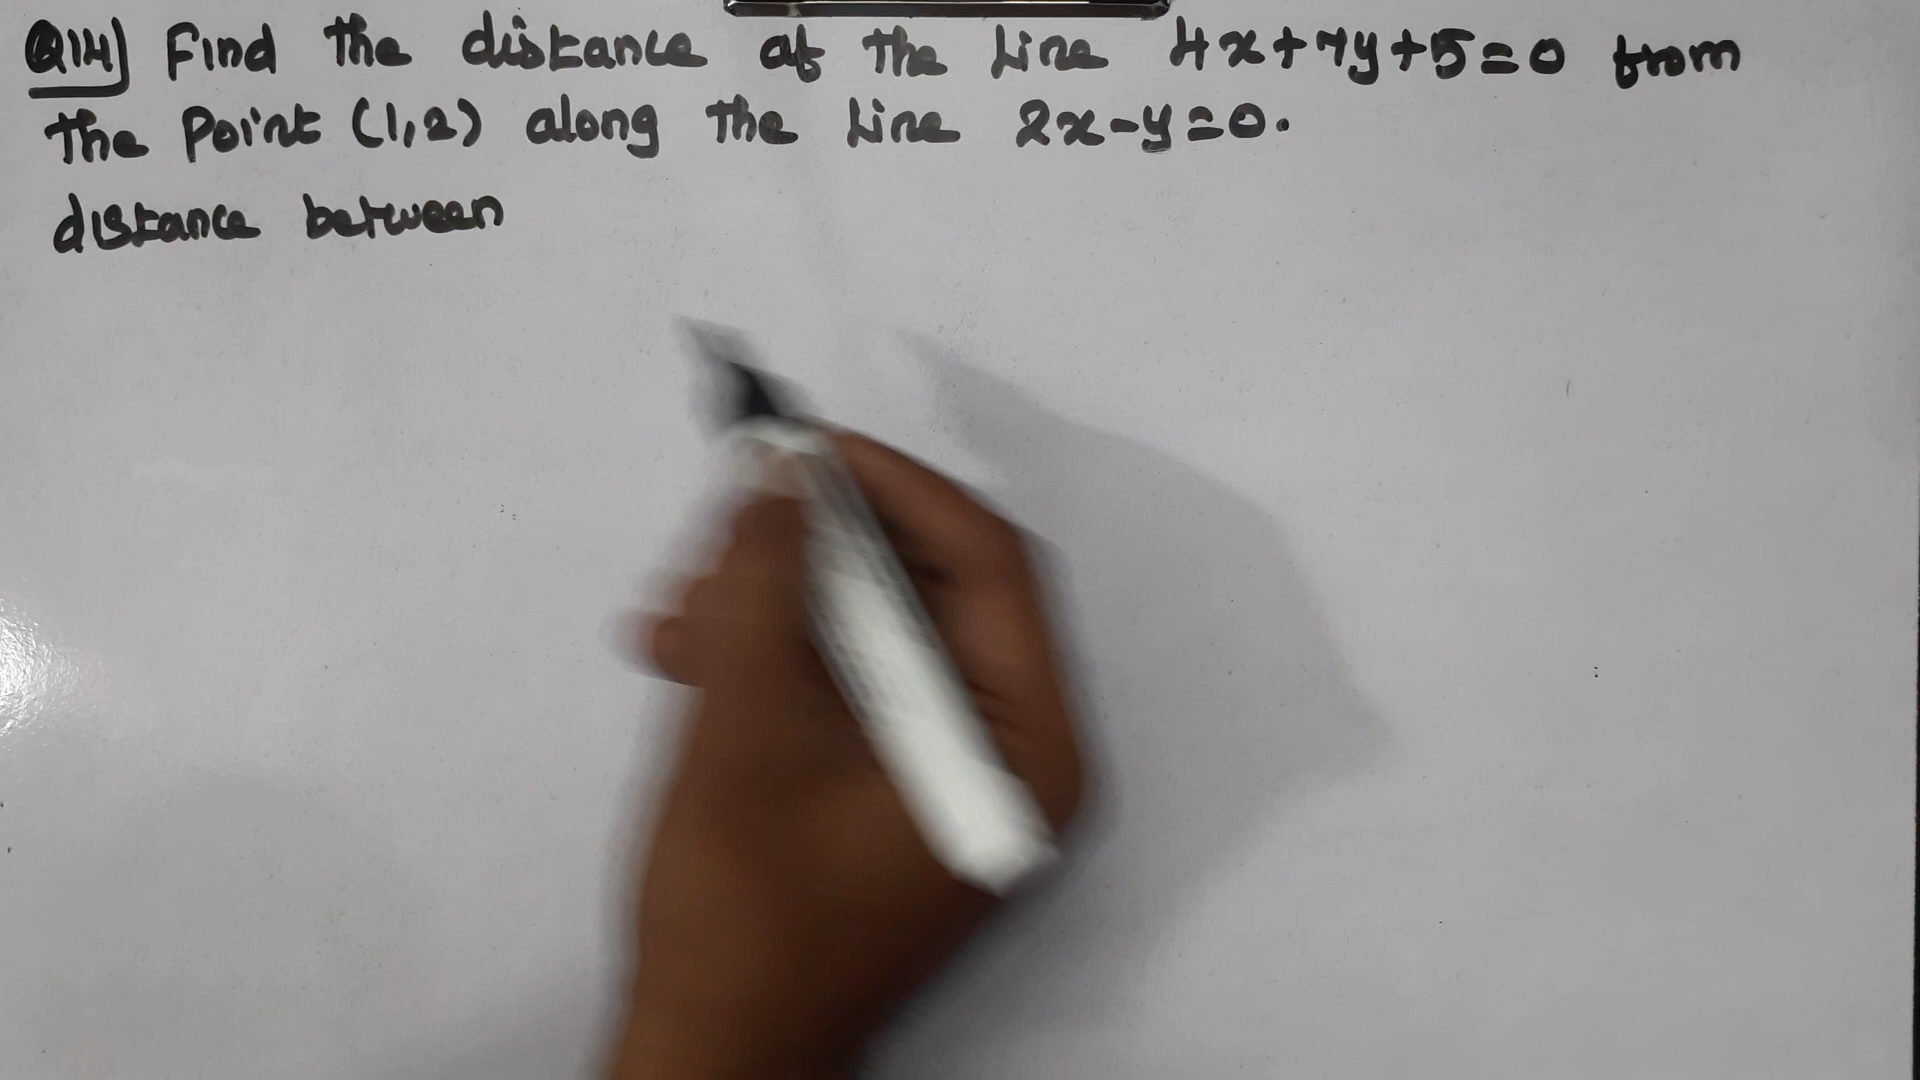 Q14) Find the distance of the line 4x+7y+5=0 from
the point (1,2) along the line 2x-y=0.
distance between